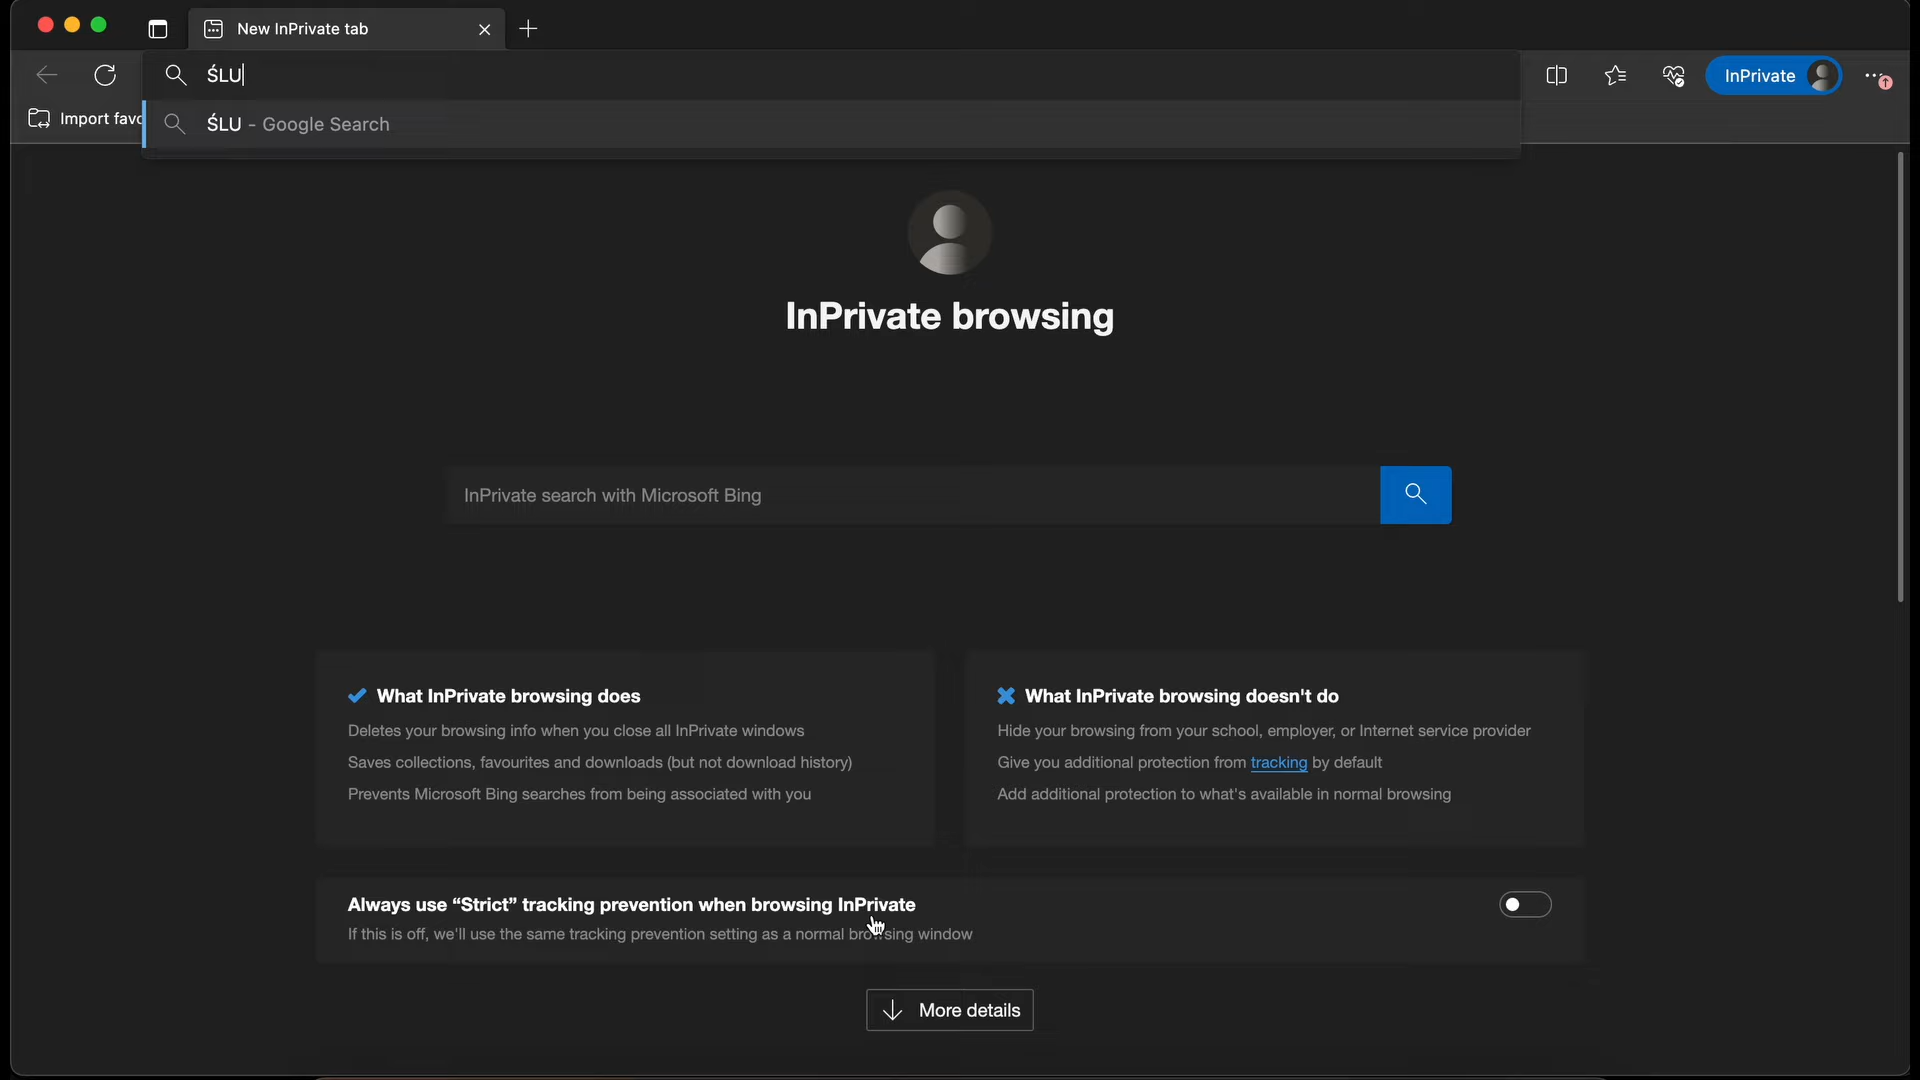 New InPrivate tab
ŚLU
InPrivate
Import favo
ŚLU - Google Search
InPrivate browsing
InPrivate search with Microsoft Bing
What InPrivate browsing does
Deletes your browsing info when you close all InPrivate windows
Saves collections, favourites and downloads (but not download history)
Prevents Microsoft Bing searches from being associated with you
What InPrivate browsing doesn't do
Hide your browsing from your school, employer, or Internet service provider
Give you additional protection from tracking by default
Add additional protection to what's available in normal browsing
Always use “Strict” tracking prevention when browsing InPrivate
If this is off, we'll use the same tracking prevention setting as a normal browsing window
More details